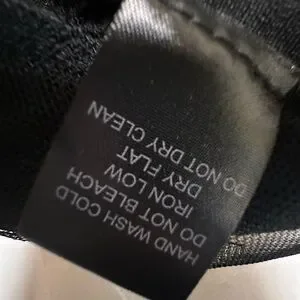 HAND WASH COLD
DO NOT BLEACH
IRON LOW
DRY FLAT
DO NOT DRY CLEAN